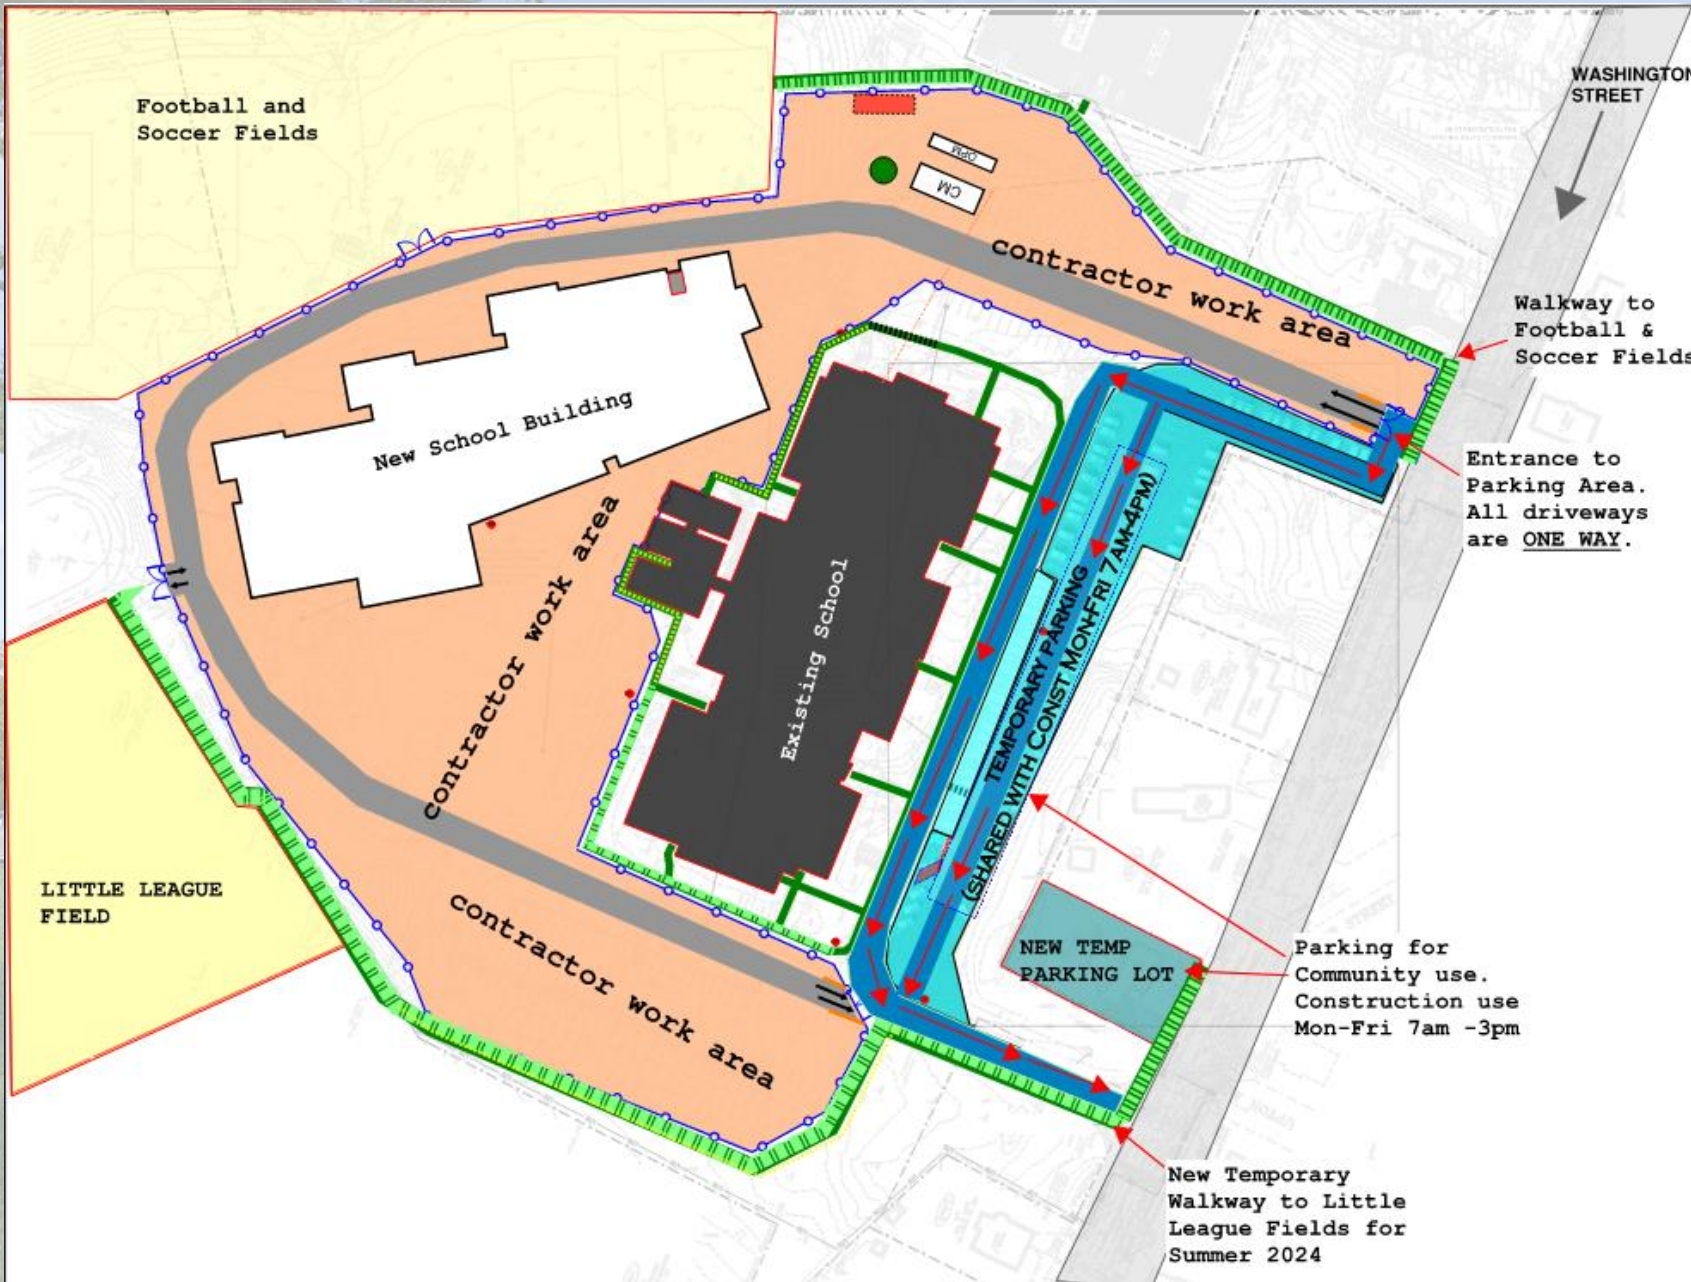 WASHINGTON
STREET
Football and
Soccer Fields
OPM
CM
contractor work area
Walkway to
Football &
Soccer Fields
New School Building
Entrance to
Parking Area.
All driveways
are ONE WAY.
contractor work area
Existing School
TEMPORARY PARKING
(SHARED WITH CONST MON-FRI 7AM-4PM)
LITTLE LEAGUE
FIELD
contractor work area
NEW TEMP
PARKING LOT
Parking for
Community use.
Construction use
Mon-Fri 7am -3pm
New Temporary
Walkway to Little
League Fields for
Summer 2024